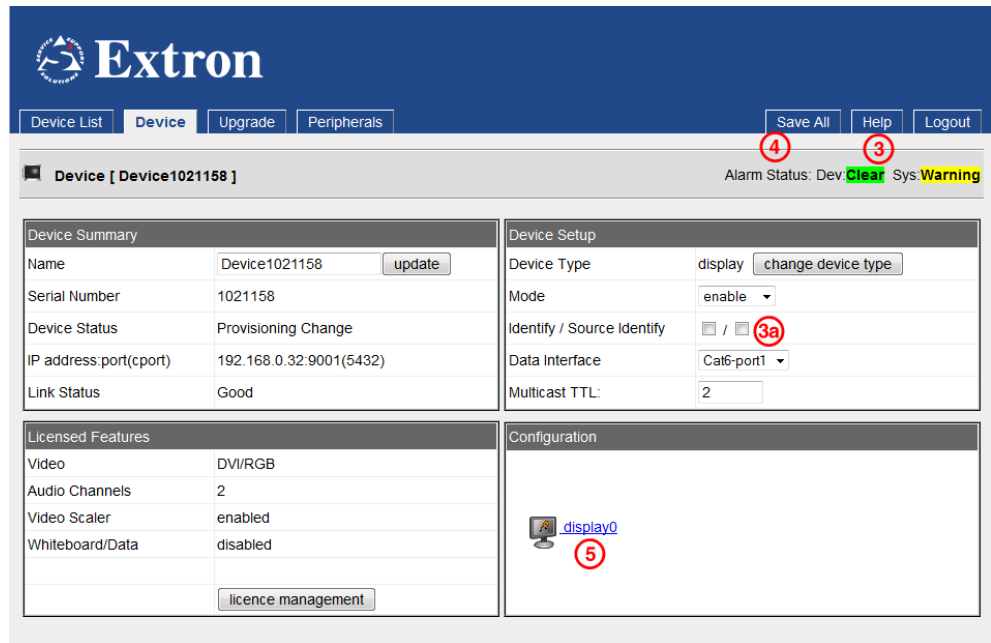 SERVICE SUPPORT SOLUTIONS
Extron
Device List Device Upgrade Peripherals Save All Help Logout
4 3
Device [ Device1021158 ] Alarm Status: Dev:Clear Sys:Warning
Device Summary
Name Device1021158 update
Serial Number 1021158
Device Status Provisioning Change
IP address:port(cport) 192.168.0.32:9001(5432)
Link Status Good
Device Setup
Device Type display change device type
Mode enable
Identify / Source Identify / 3a
Data Interface Cat6-port1
Multicast TTL: 2
Licensed Features
Video DVI/RGB
Audio Channels 2
Video Scaler enabled
Whiteboard/Data disabled
licence management
Configuration
display0
5